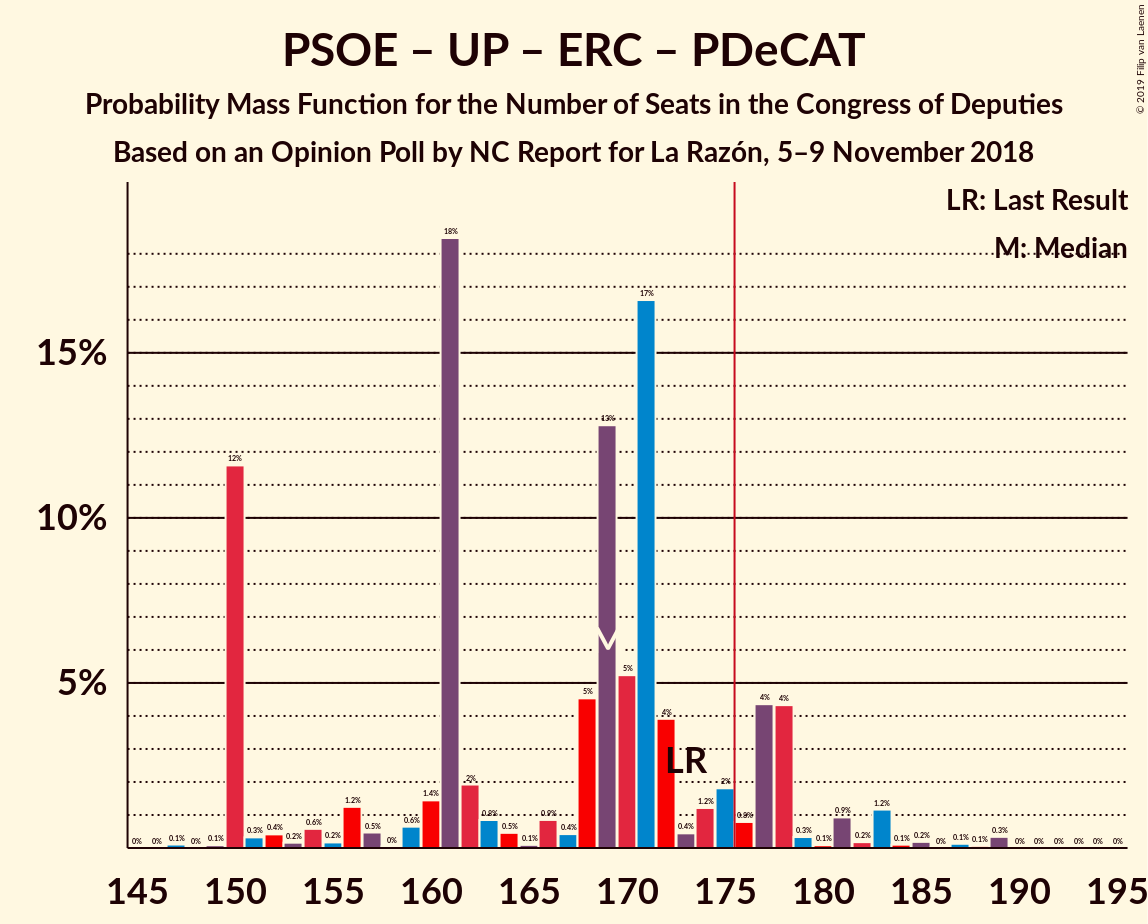 PSOE – UP – ERC – PDeCAT
Probability Mass Function for the Number of Seats in the Congress of Deputies
Based on an Opinion Poll by NC Report for La Razón, 5–9 November 2018
© 2019 Filip van Laenen
LR: Last Result
M: Median
15%
10%
5%
0% 0% 0.1% 0% 0.1% 12% 0.3% 0.4% 0.2% 0.6% 0.2% 1.2% 0.5% 0% 0.6% 1.4% 18% 2% 0.8% 0.5% 0.1% 0.9% 0.4% 5% 13% 5% 17% 4% 0.4% 1.2% 2% 0.8% 4% 4% 0.3% 0.1% 0.9% 0.2% 1.2% 0.1% 0.2% 0% 0.1% 0.1% 0.3% 0% 0% 0% 0% 0% 0%
M
LR
145 150 155 160 165 170 175 180 185 190 195